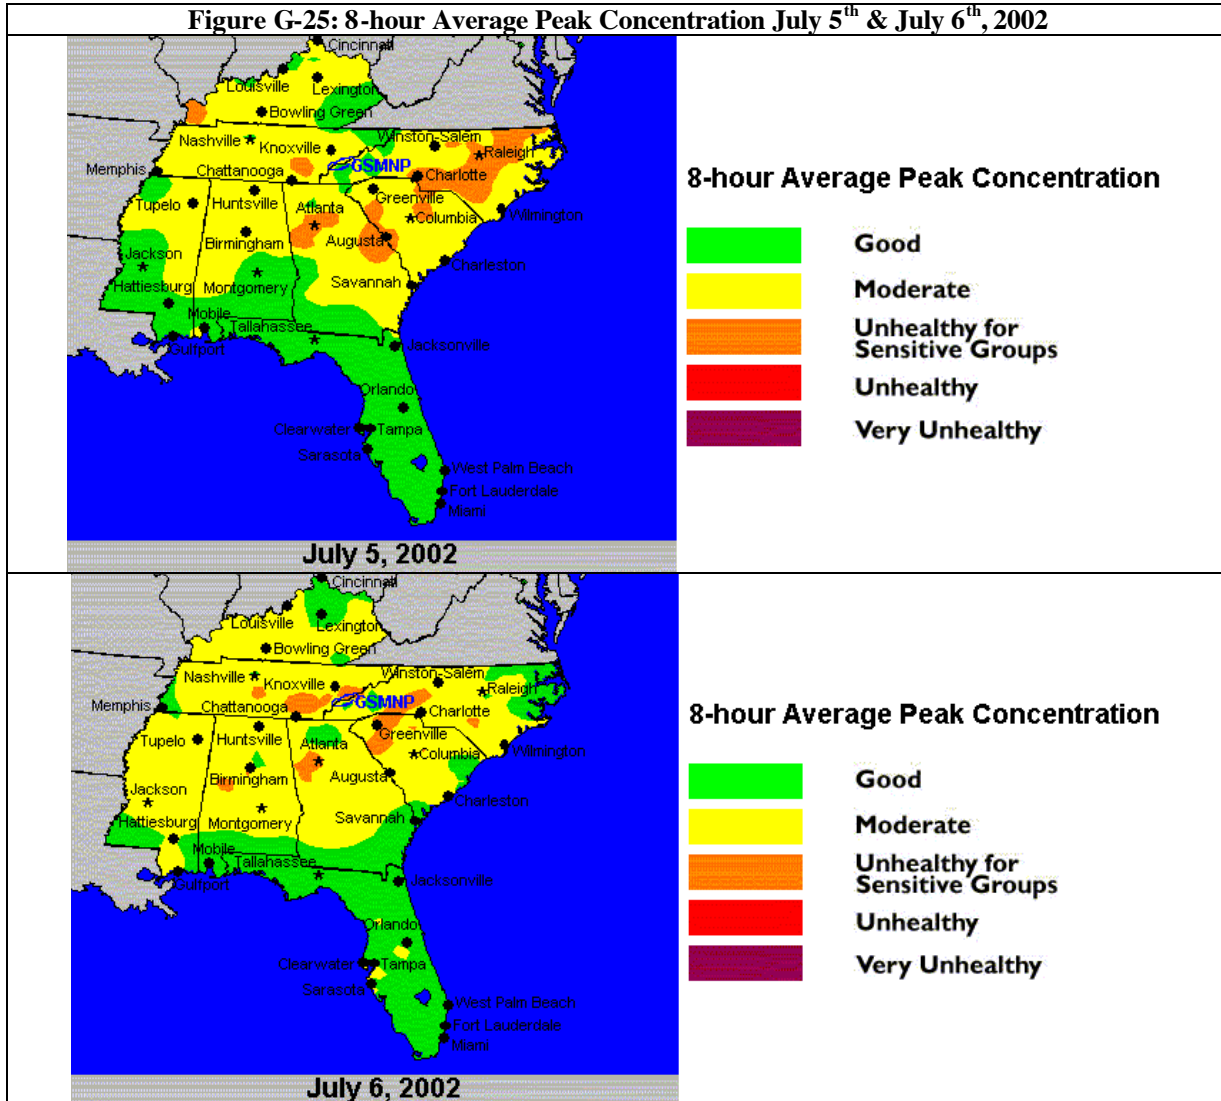 Figure G-25: 8-hour Average Peak Concentration July 5th & July 6th, 2002
Cincinnati
Louisville
Lexington
Bowling Green
Nashville
Knoxville
Winston-Salem
Raleigh
Memphis
Chattanooga
GSMNP
Charlotte
Tupelo
Huntsville
Atlanta
Greenville
Columbia
Wilmington
Birmingham
Augusta
Jackson
Charleston
Hattiesburg
Montgomery
Savannah
Mobile
Tallahassee
Gulfport
Jacksonville
Orlando
Clearwater
Tampa
Sarasota
West Palm Beach
Fort Lauderdale
Miami
July 5, 2002
8-hour Average Peak Concentration
Good
Moderate
Unhealthy for
Sensitive Groups
Unhealthy
Very Unhealthy
Cincinnati
Louisville
Lexington
Bowling Green
Nashville
Knoxville
Winston-Salem
Raleigh
Memphis
Chattanooga
GSMNP
Charlotte
Tupelo
Huntsville
Atlanta
Greenville
Columbia
Wilmington
Birmingham
Augusta
Jackson
Charleston
Hattiesburg
Montgomery
Savannah
Mobile
Tallahassee
Gulfport
Jacksonville
Orlando
Clearwater
Tampa
Sarasota
West Palm Beach
Fort Lauderdale
Miami
July 6, 2002
8-hour Average Peak Concentration
Good
Moderate
Unhealthy for
Sensitive Groups
Unhealthy
Very Unhealthy